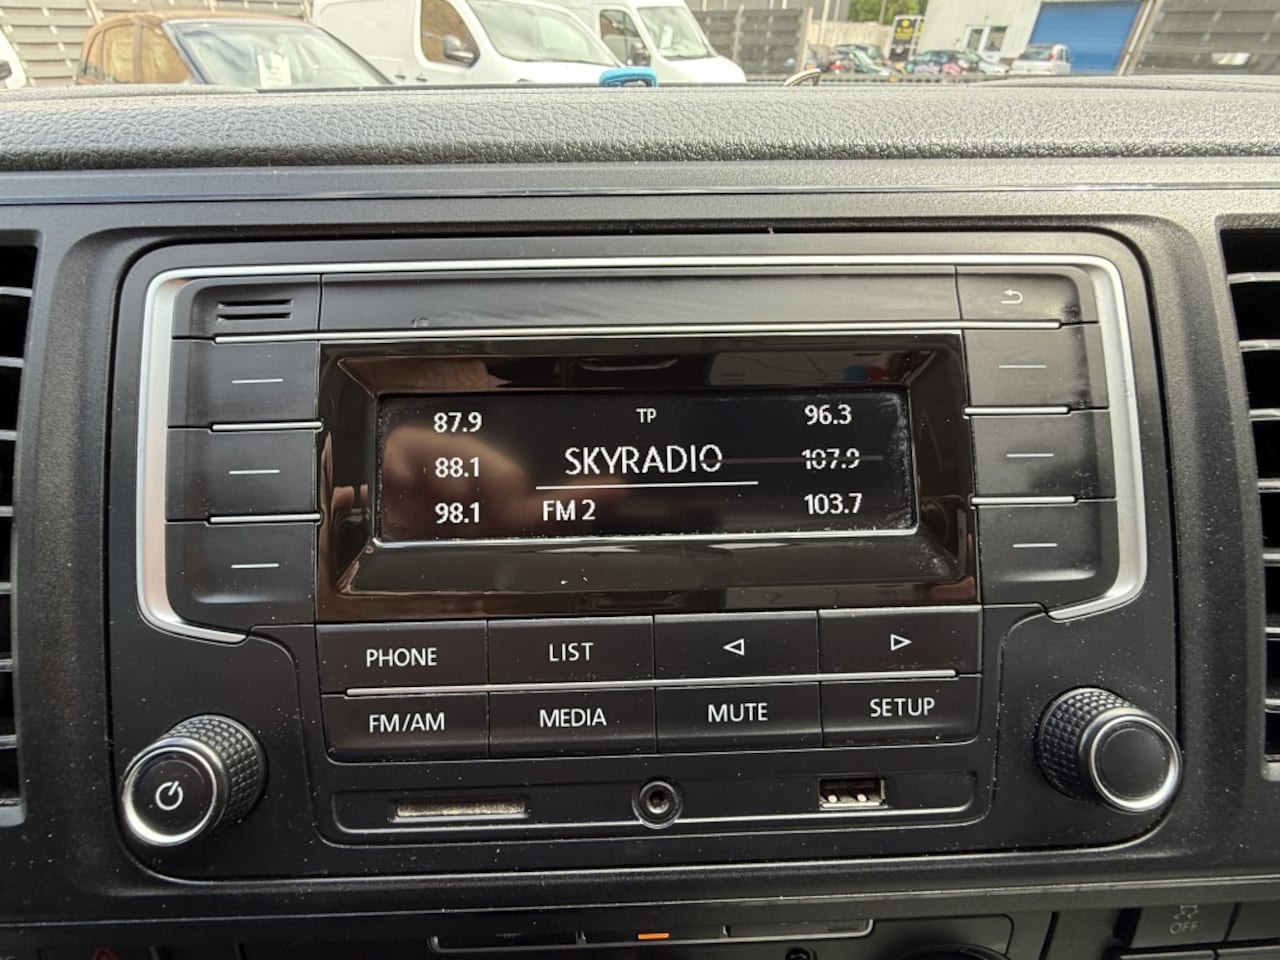 87.9 TP 96.3
88.1 SKYRADIO 107.9
98.1 FM 2 103.7
PHONE LIST
FM/AM MEDIA MUTE SETUP
OFF